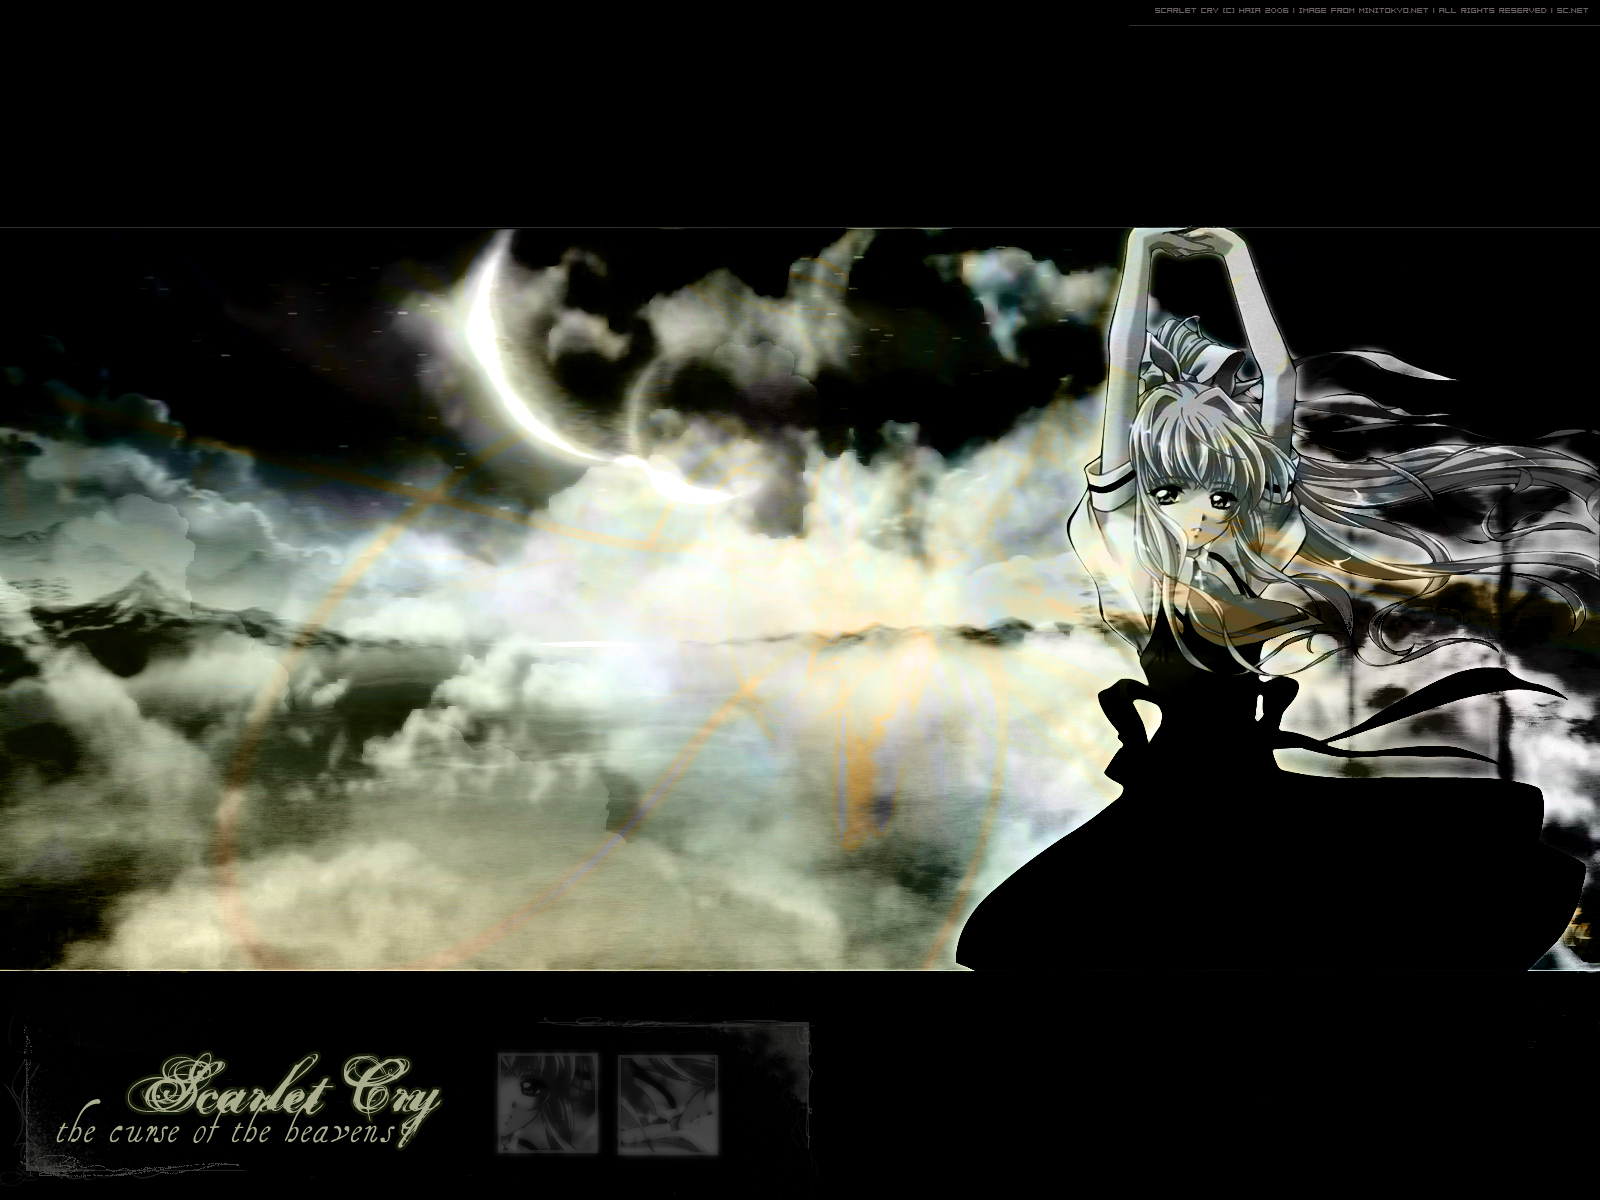 SCARLET CRY [C] HAIA 2006 | IMAGE FROM MINITOKYO.NET | ALL RIGHTS RESERVED | SC.NET
Scarlet Cry
the curse of the heavens